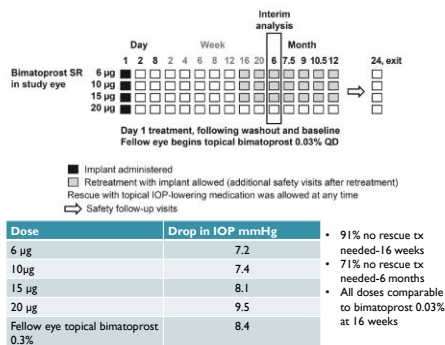 Interim
analysis
Day Week Month
1 2 8 2 4 6 8 12 16 20 6 7.5 9 10.5 12 24, exit
Bimatoprost SR 6 µg
in study eye 10 µg
15 µg
20 µg
Day 1 treatment, following washout and baseline
Fellow eye begins topical bimatoprost 0.03% QD
Implant administered
Retreatment with implant allowed (additional safety visits after retreatment)
Rescue with topical IOP-lowering medication was allowed at any time
Safety follow-up visits
Dose Drop in IOP mmHg
6 µg 7.2
10µg 7.4
15 µg 8.1
20 µg 9.5
Fellow eye topical bimatoprost 8.4
0.3%
• 91% no rescue tx
needed-16 weeks
• 71% no rescue tx
needed-6 months
• All doses comparable
to bimatoprost 0.03%
at 16 weeks